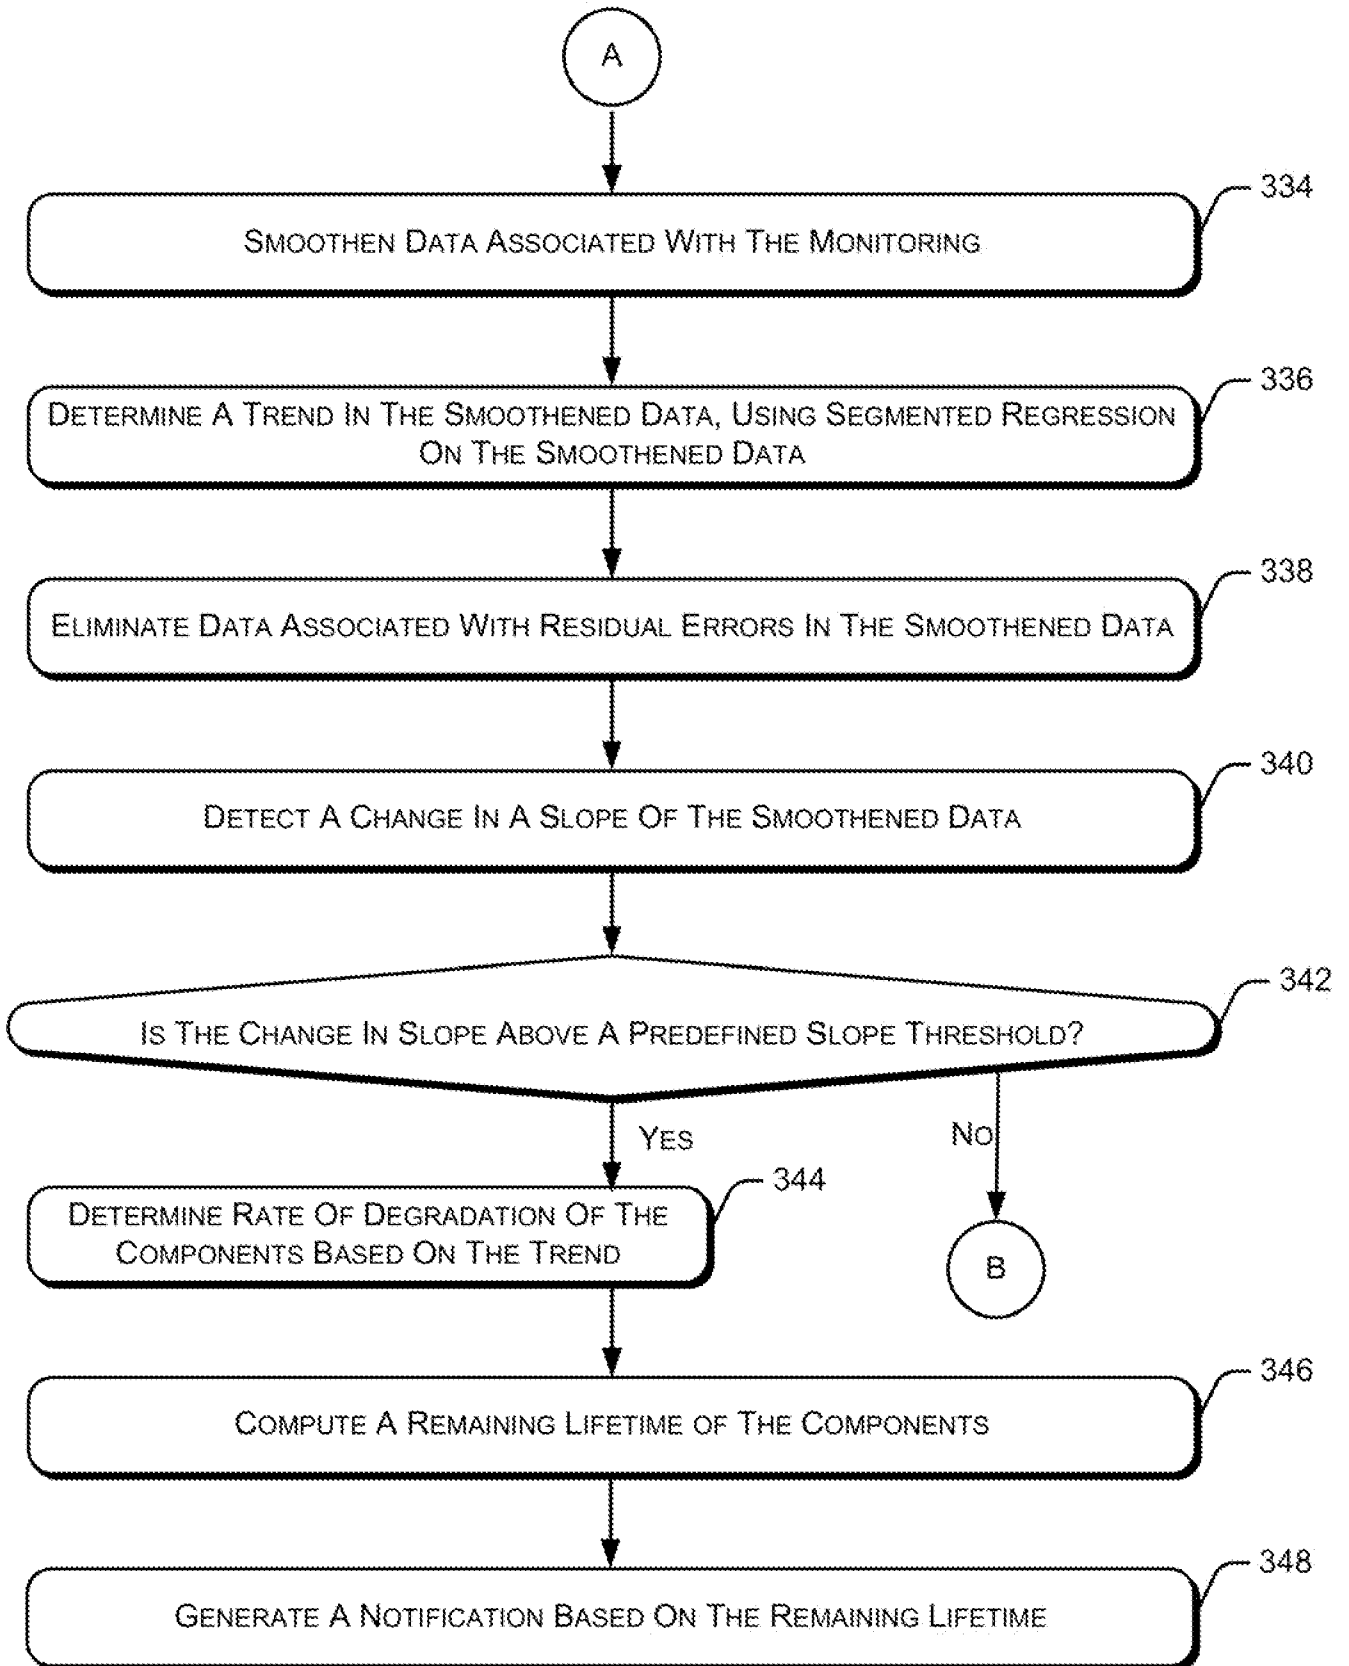 A
334
SMOOTHEN DATA ASSOCIATED WITH THE MONITORING
336
DETERMINE A TREND IN THE SMOOTHENED DATA, USING SEGMENTED REGRESSION
ON THE SMOOTHENED DATA
338
ELIMINATE DATA ASSOCIATED WITH RESIDUAL ERRORS IN THE SMOOTHENED DATA
340
DETECT A CHANGE IN A SLOPE OF THE SMOOTHENED DATA
342
IS THE CHANGE IN SLOPE ABOVE A PREDEFINED SLOPE THRESHOLD?
YES
NO
344
DETERMINE RATE OF DEGRADATION OF THE
COMPONENTS BASED ON THE TREND
B
346
COMPUTE A REMAINING LIFETIME OF THE COMPONENTS
348
GENERATE A NOTIFICATION BASED ON THE REMAINING LIFETIME